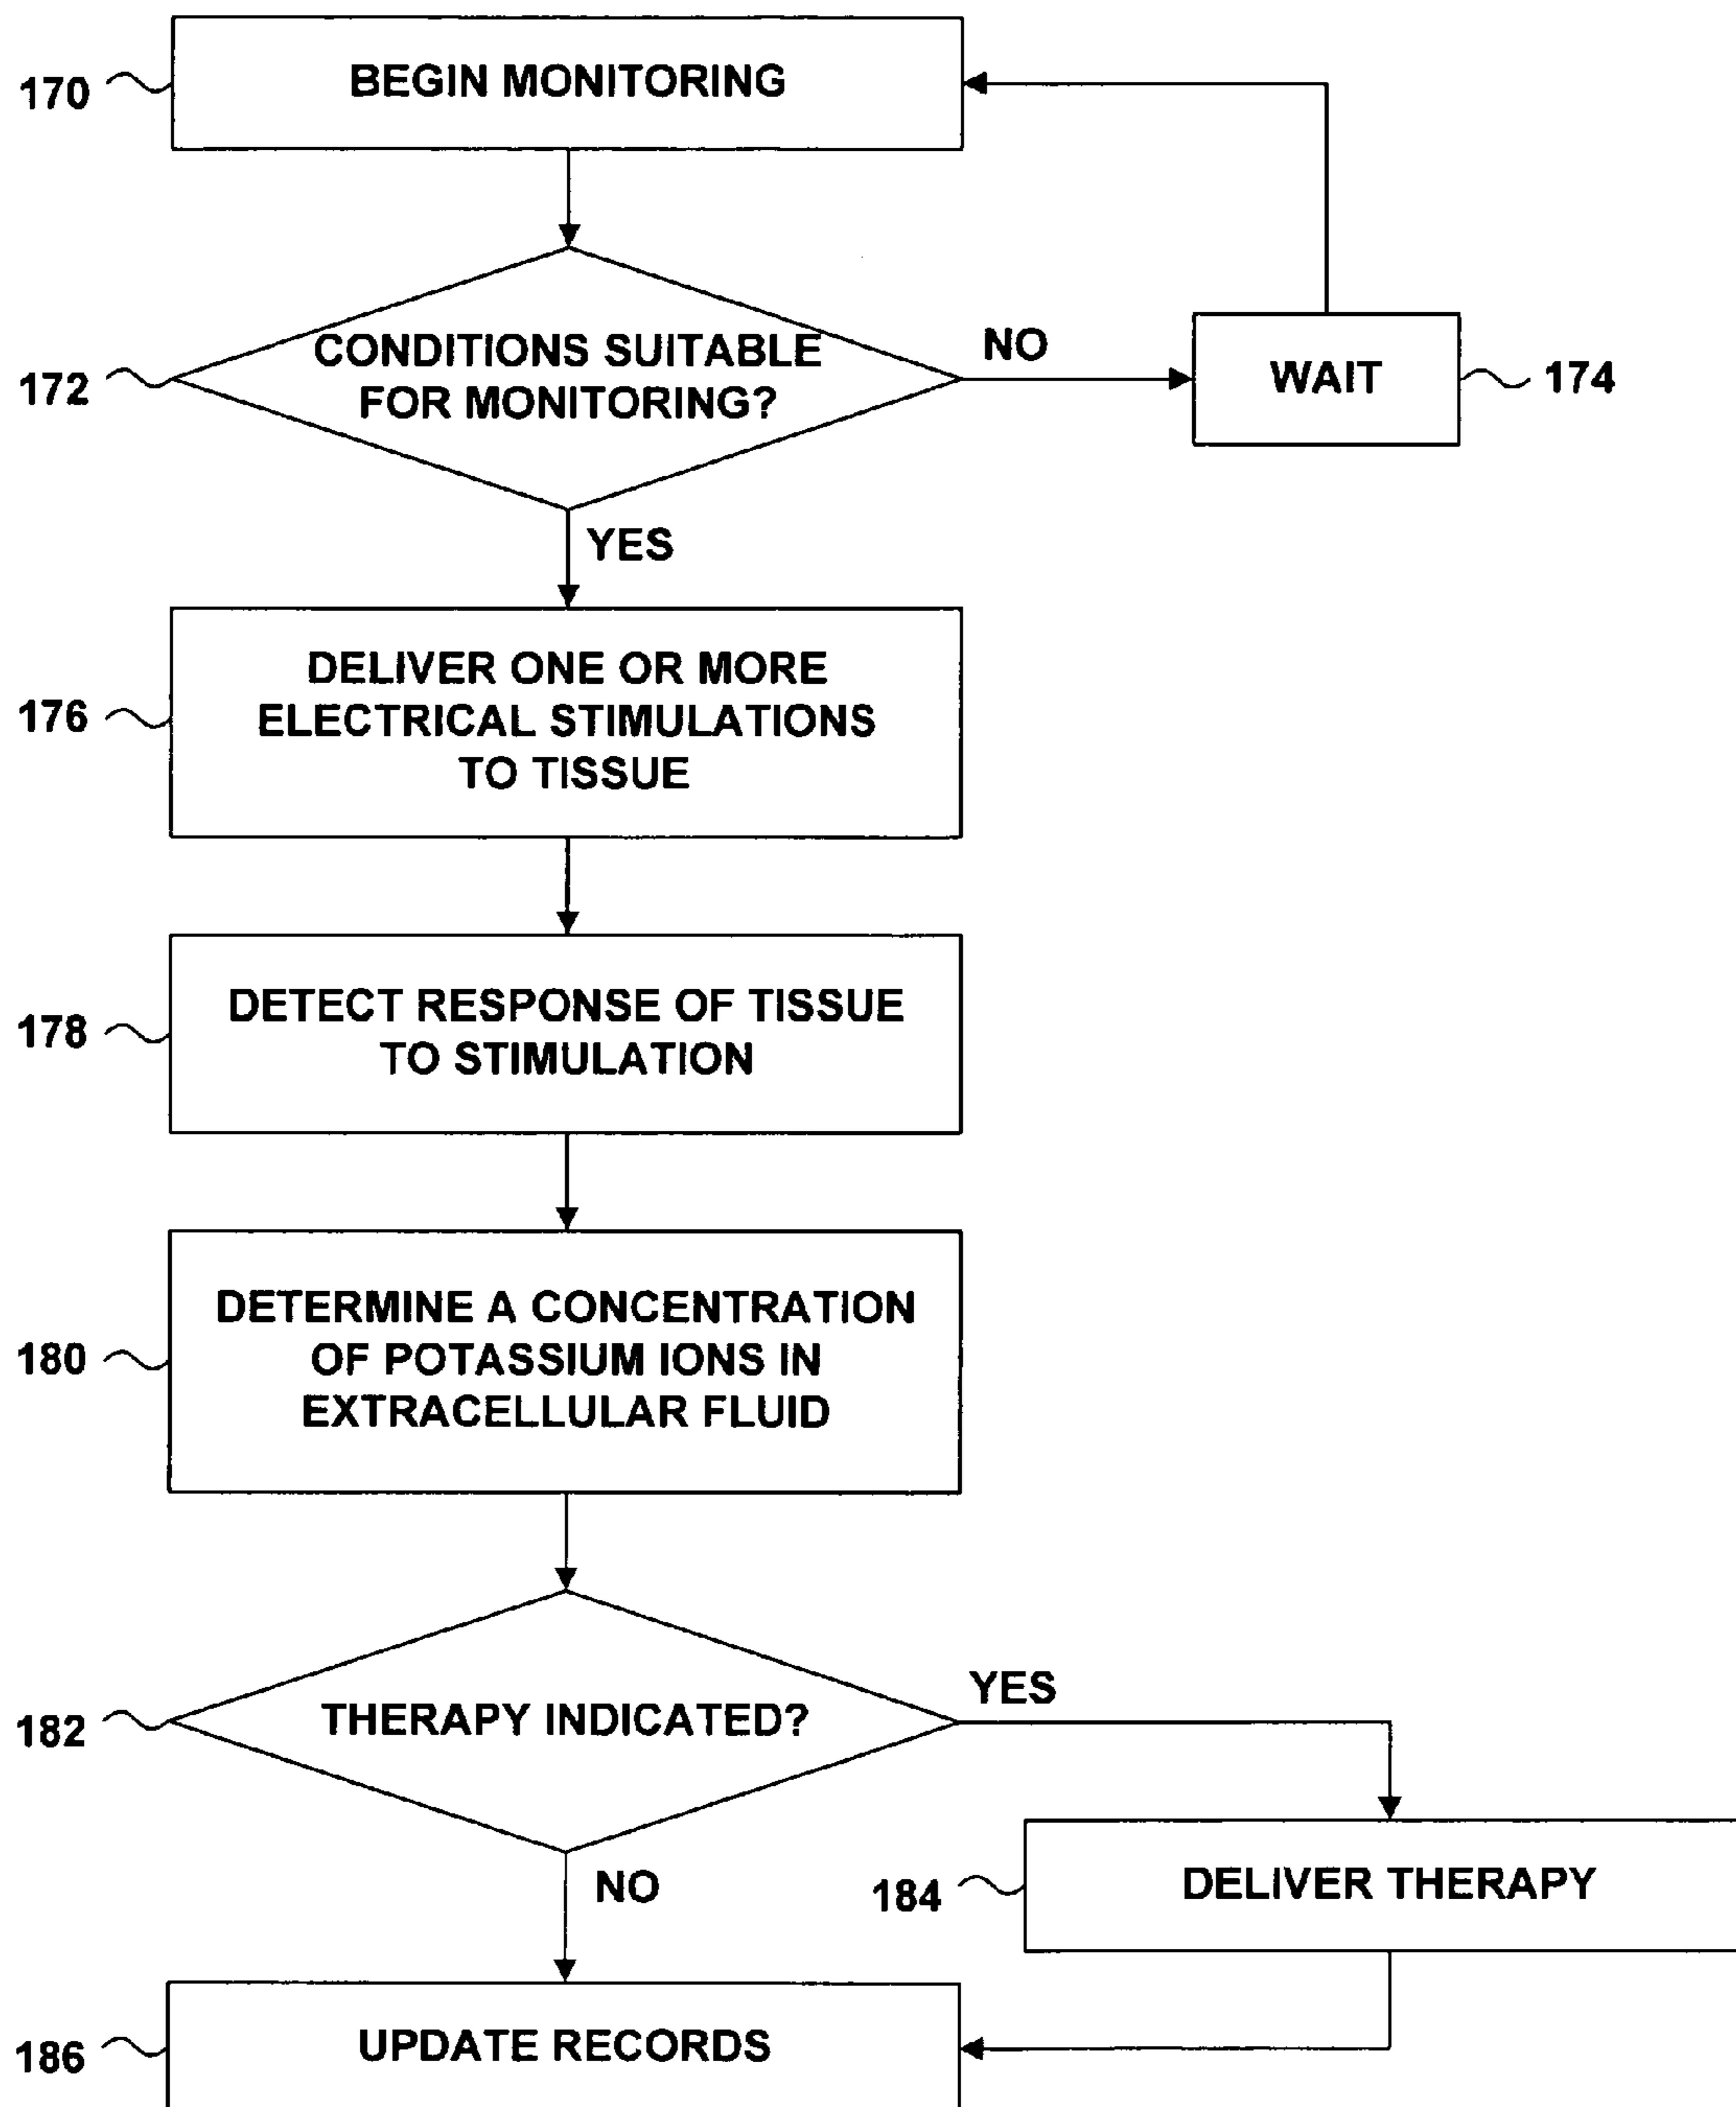 170
BEGIN MONITORING
172
CONDITIONS SUITABLE
FOR MONITORING?
NO
WAIT
174
YES
176
DELIVER ONE OR MORE
ELECTRICAL STIMULATIONS
TO TISSUE
178
DETECT RESPONSE OF TISSUE
TO STIMULATION
180
DETERMINE A CONCENTRATION
OF POTASSIUM IONS IN
EXTRACELLULAR FLUID
182
THERAPY INDICATED?
YES
NO
184
DELIVER THERAPY
186
UPDATE RECORDS